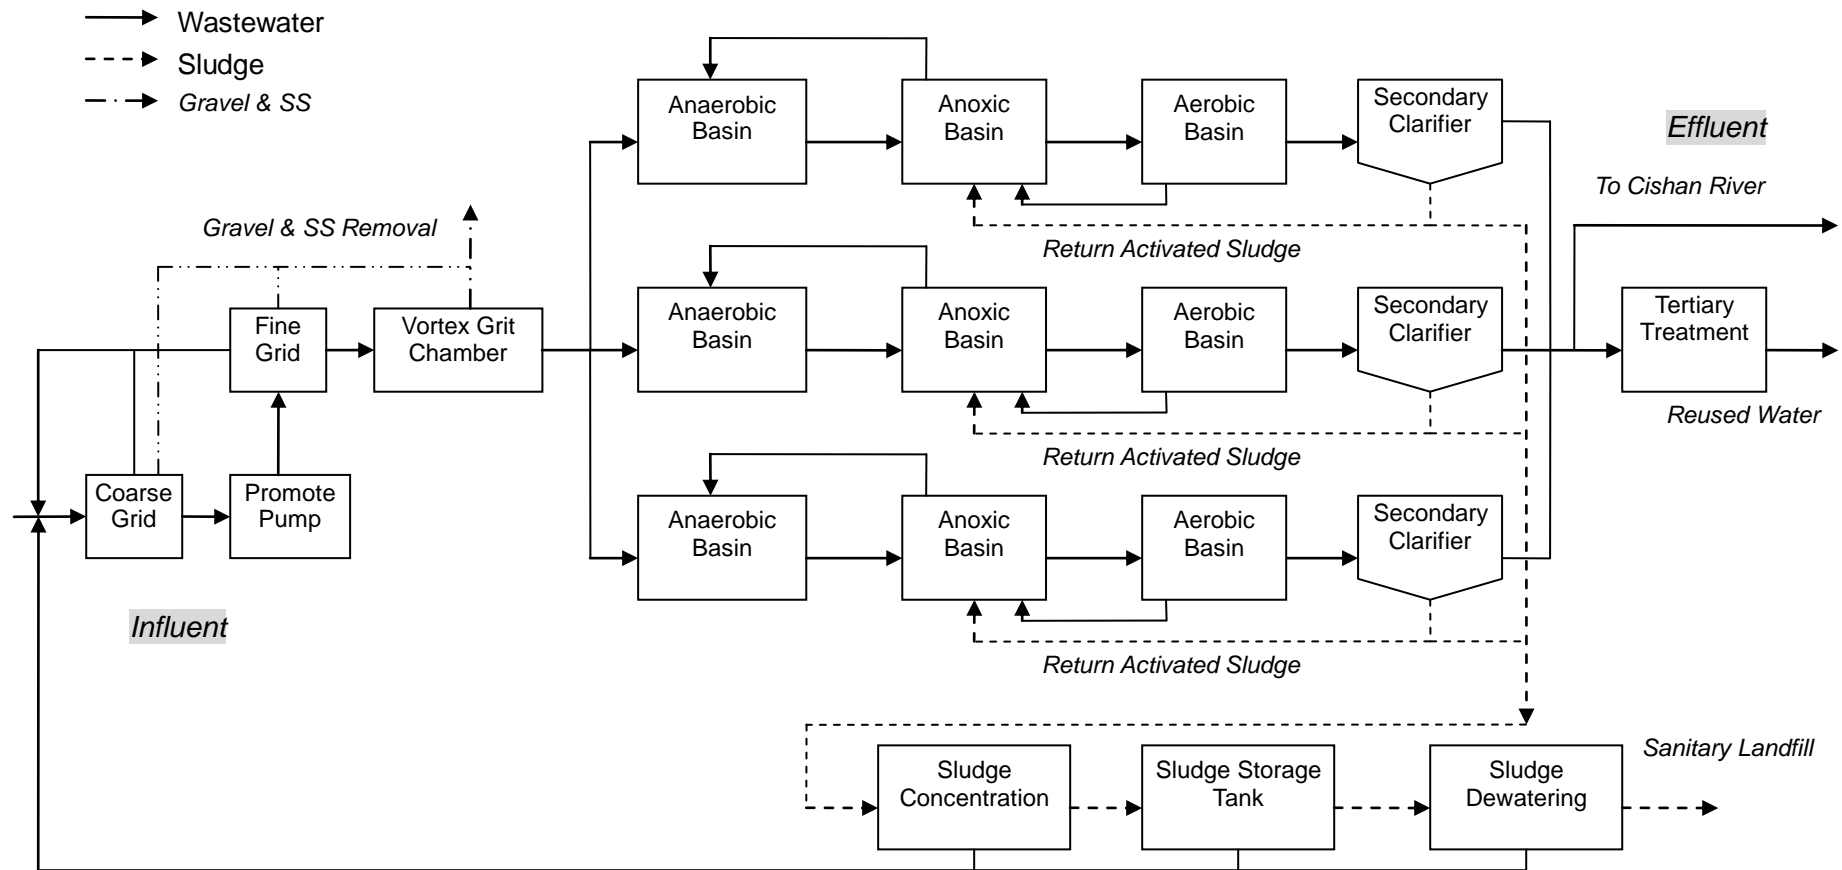 Wastewater
Sludge
Gravel & SS
Anaerobic
Basin
Anoxic
Basin
Aerobic
Basin
Secondary
Clarifier
Effluent
To Cishan River
Gravel & SS Removal
Return Activated Sludge
Fine
Grid
Vortex Grit
Chamber
Anaerobic
Basin
Anoxic
Basin
Aerobic
Basin
Secondary
Clarifier
Tertiary
Treatment
Reused Water
Return Activated Sludge
Coarse
Grid
Promote
Pump
Anaerobic
Basin
Anoxic
Basin
Aerobic
Basin
Secondary
Clarifier
Influent
Return Activated Sludge
Sludge
Concentration
Sludge Storage
Tank
Sludge
Dewatering
Sanitary Landfill